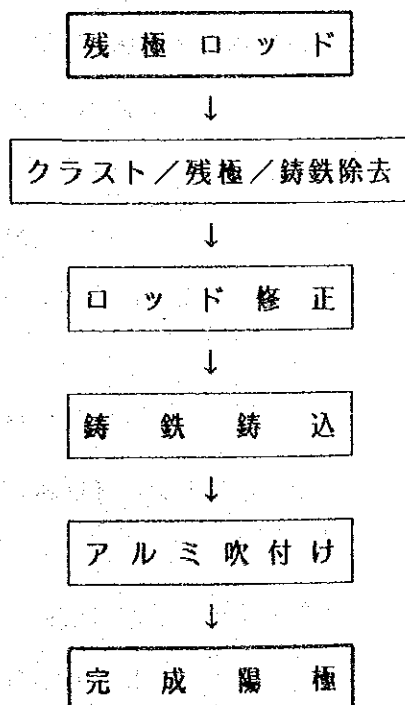 残極ロッド
↓
クラスト／残極／鋳鉄除去
↓
ロッド修正
↓
鋳鉄鋳込
↓
アルミ吹付け
↓
完成陽極